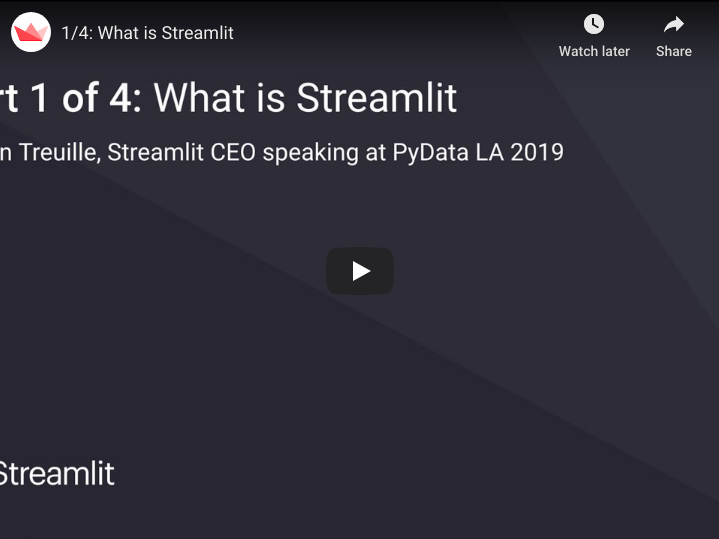 1/4: What is Streamlit
Watch later
Share
rt 1 of 4: What is Streamlit
n Treuille, Streamlit CEO speaking at PyData LA 2019
Streamlit